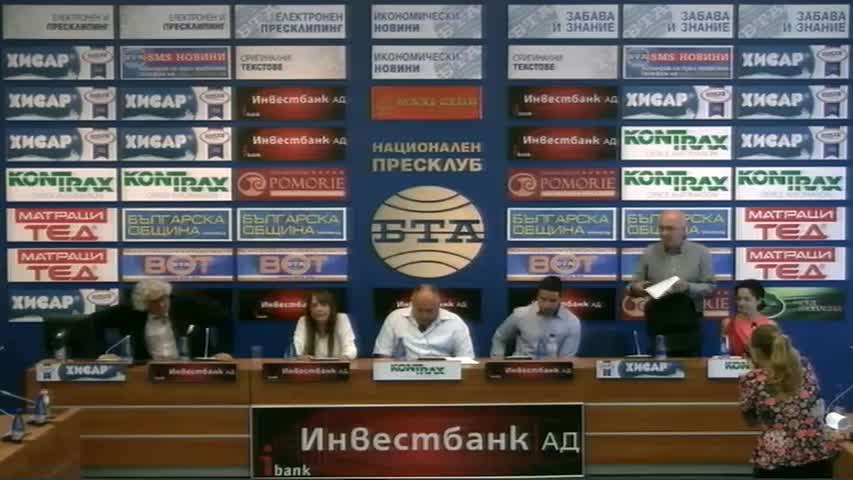 ЕЛЕКТРОНЕН И
ПРЕСКЛИПИНГ
ЕЛЕКТРОНЕН И
ПРЕСКЛИПИНГ
ЕЛЕКТРОНЕН И
ПРЕСКЛИПИНГ
ИКОНОМИЧЕСКИ
НОВИНИ
ЗАБАВА
И ЗНАНИЕ
ЗАБАВА
И ЗНАНИЕ
ХИСАР
SMS НОВИНИ
ОРИГИНАЛНИ
ТЕКСТОВЕ
ИКОНОМИЧЕСКИ
НОВИНИ
ОРИГИНАЛНИ
ТЕКСТОВЕ
SMS НОВИНИ
ХИСАР
ХИСАР
ХИСАР
ИНВЕСТБАНК АД
MAXI CLUB
ИНВЕСТБАНК АД
ХИСАР
ХИСАР
ХИСАР
ХИСАР
ИНВЕСТБАНК АД
НАЦИОНАЛЕН
ПРЕСКЛУБ
ИНВЕСТБАНК АД
KONTRAX
ИНВЕСТБАНК АД
KONTRAX
KONTRAX
POMORIE
POMORIE
KONTRAX
KONTRAX
МАТРАЦИ
ТЕД
БЪЛГАРСКА
ОБЩИНА
БЪЛГАРСКА
ОБЩИНА
БТА
БЪЛГАРСКА
ОБЩИНА
БЪЛГАРСКА
ОБЩИНА
МАТРАЦИ
ТЕД
МАТРАЦИ
ТЕД
ВОТ
ВОТ
ВОТ
МАТРАЦИ
ТЕД
ХИСАР
ХИСАР
ИНВЕСТБАНК АД
ИНВЕСТБАНК АД
KONTRAX
ИНВЕСТБАНК АД
ХИСАР
ИНВЕСТБАНК АД
ibank